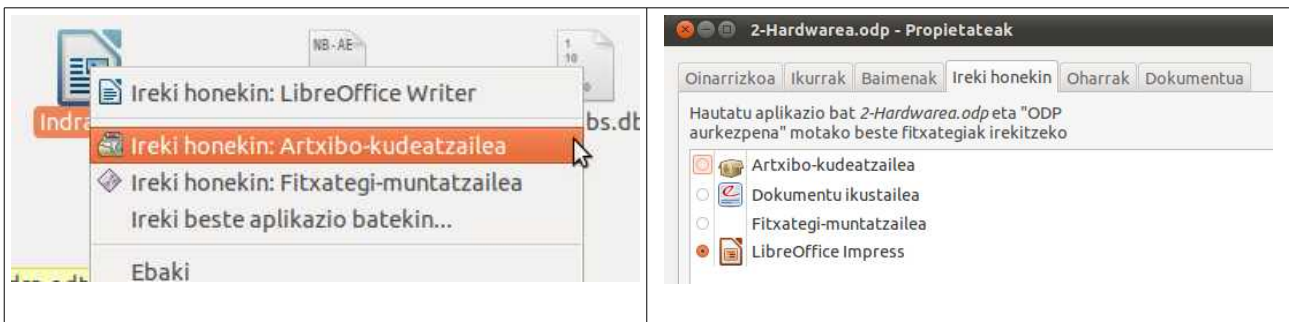 NB-AE
1
10
Indra
bs.db
Ireki honekin: LibreOffice Writer
Ireki honekin: Artxibo-kudeatzailea
Ireki honekin: Fitxategi-muntatzailea
Ireki beste aplikazio batekin...
Ebaki
2-Hardwarea.odp - Propietateak
Oinarrizkoa Ikurrak Baimenak Ireki honekin Oharrak Dokumentua
Hautatu aplikazio bat 2-Hardwarea.odp eta "ODP
aurkezpena" motako beste fitxategiak irekitzeko
Artxibo-kudeatzailea
Dokumentu ikustailea
Fitxategi-muntatzailea
LibreOffice Impress